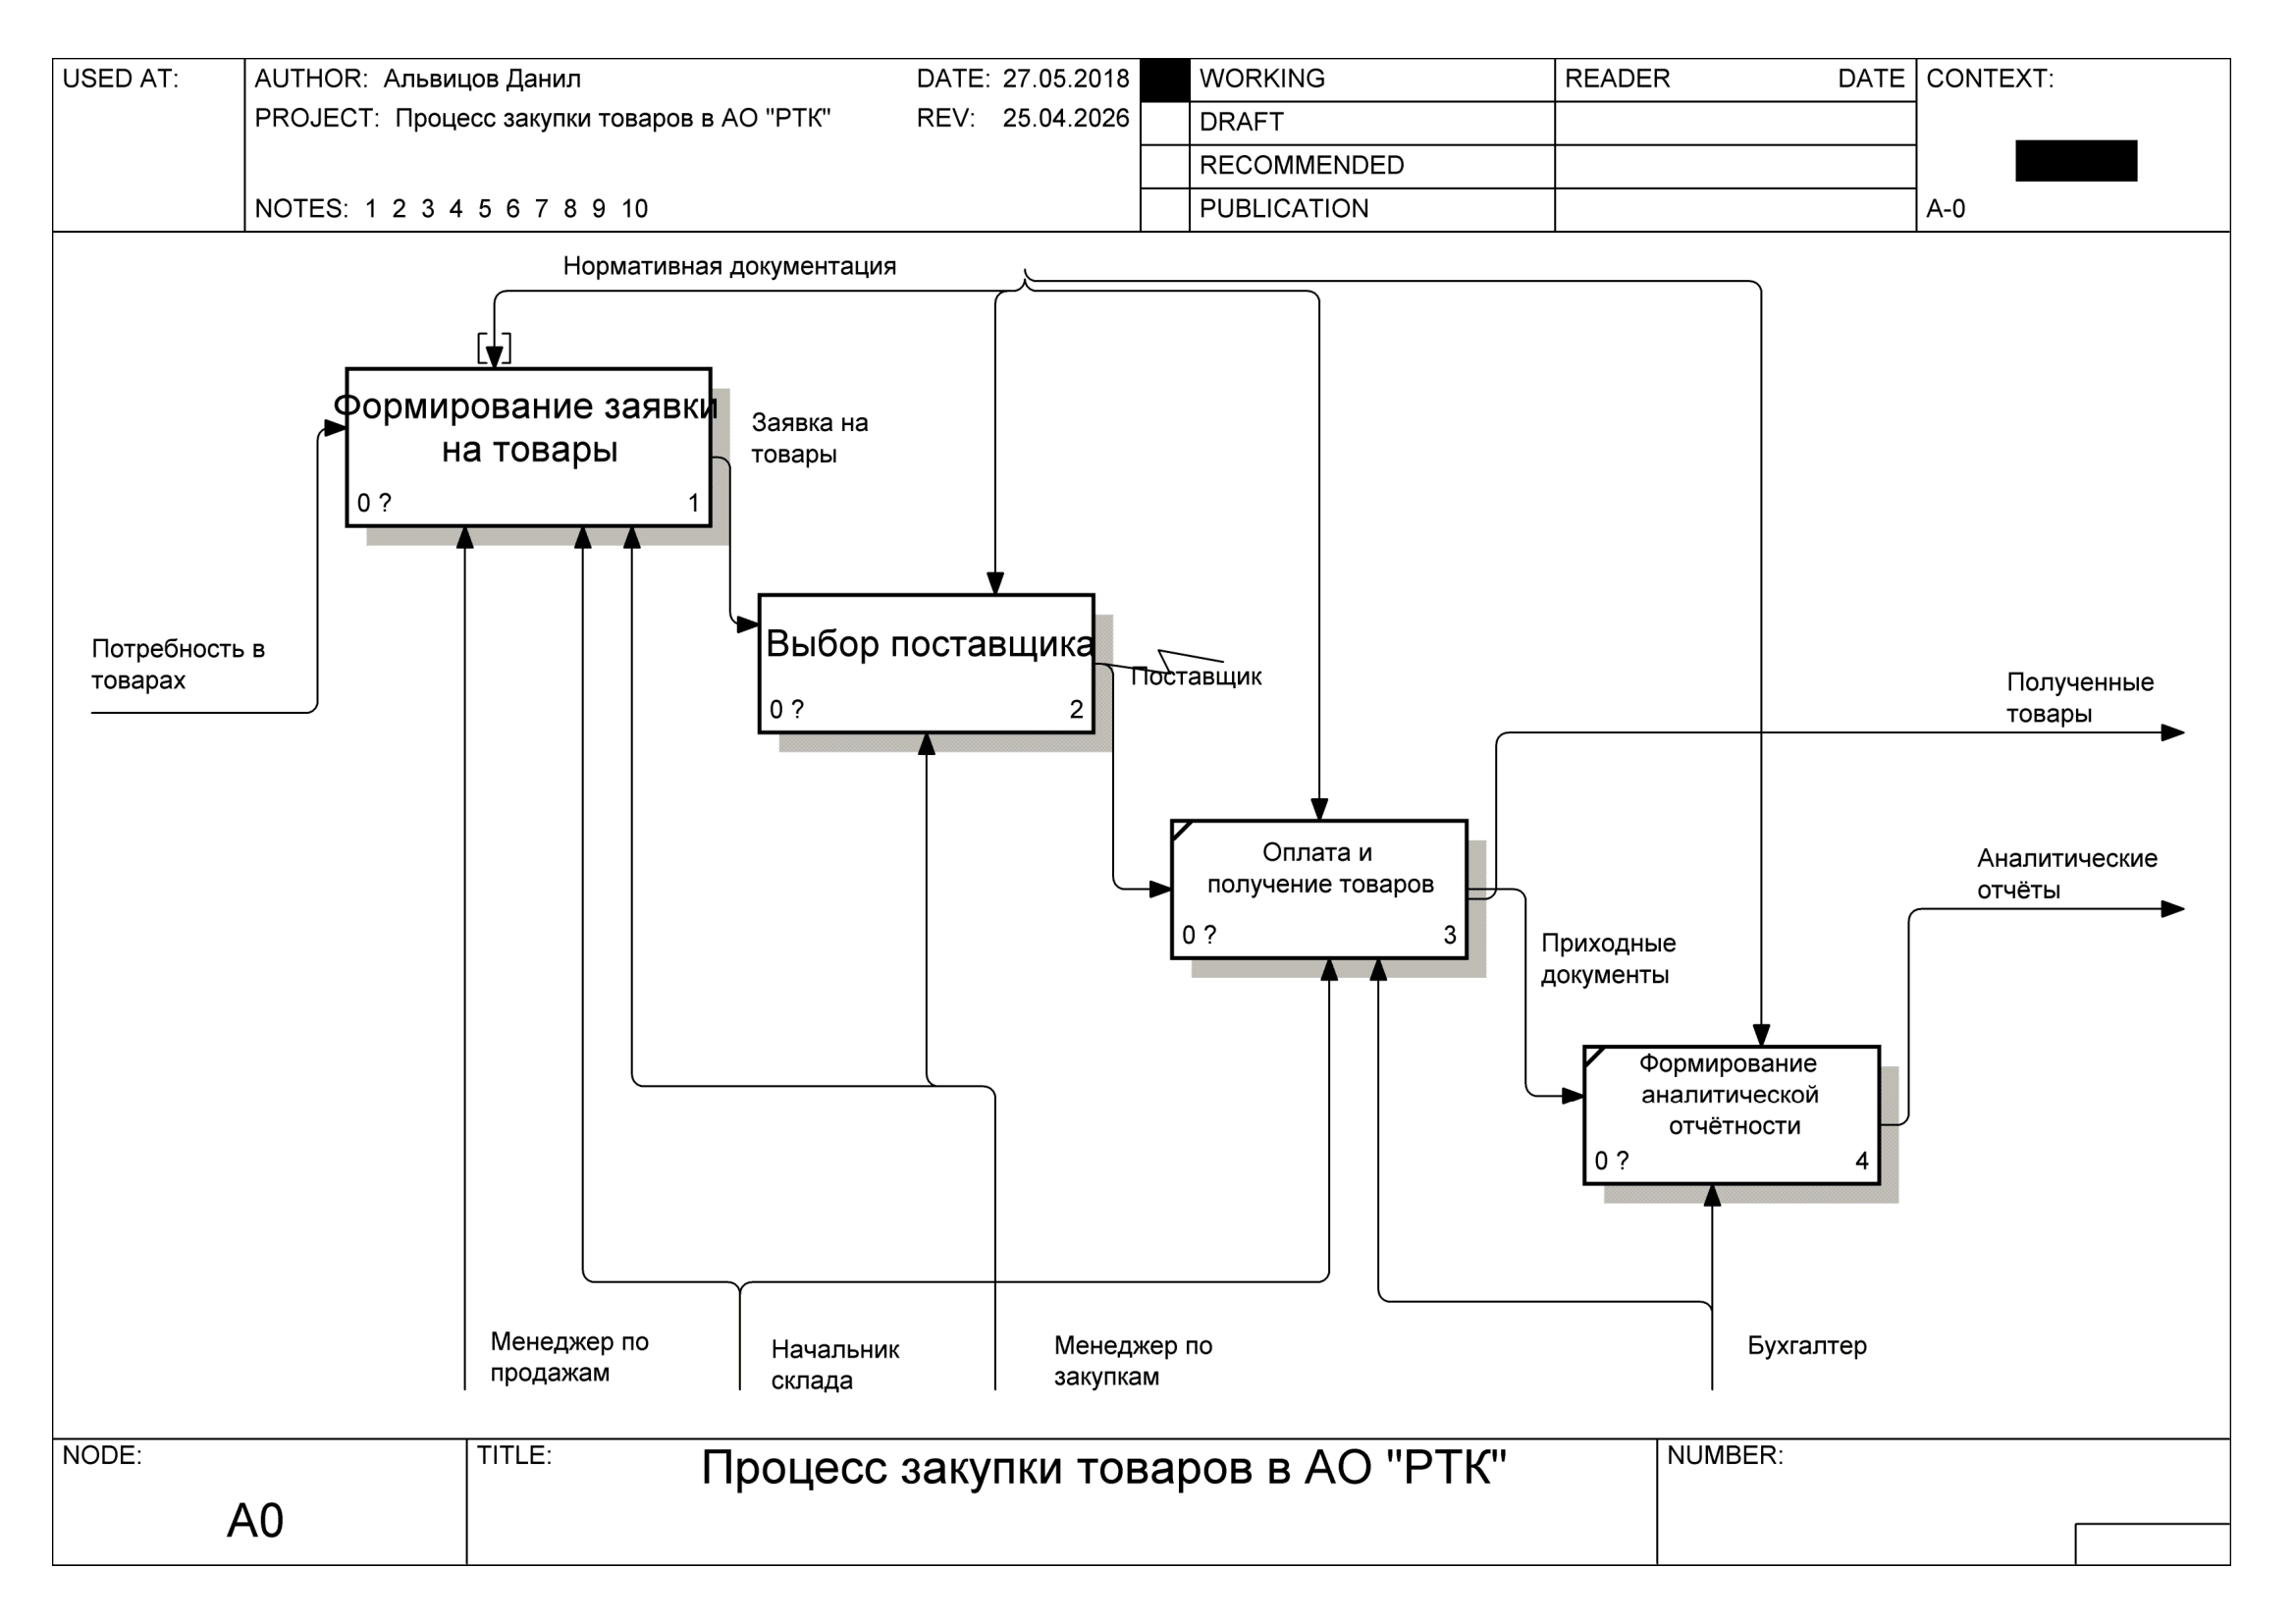 USED AT:
AUTHOR: Альвицов Данил
DATE: 27.05.2018
PROJECT: Процесс закупки товаров в АО "РТК"
REV: 25.04.2026
NOTES: 1 2 3 4 5 6 7 8 9 10
WORKING
DRAFT
RECOMMENDED
PUBLICATION
READER DATE
CONTEXT:
A-0
Нормативная документация
Формирование заявки
на товары
0 ?
1
Заявка на
товары
Потребность в
товарах
Выбор поставщика
0 ?
2
Поставщик
Полученные
товары
Оплата и
получение товаров
0 ?
3
Аналитические
отчёты
Приходные
документы
Формирование
аналитической
отчётности
0 ?
4
Менеджер по
продажам
Начальник
склада
Менеджер по
закупкам
Бухгалтер
NODE:
A0
TITLE:
Процесс закупки товаров в АО "РТК"
NUMBER: